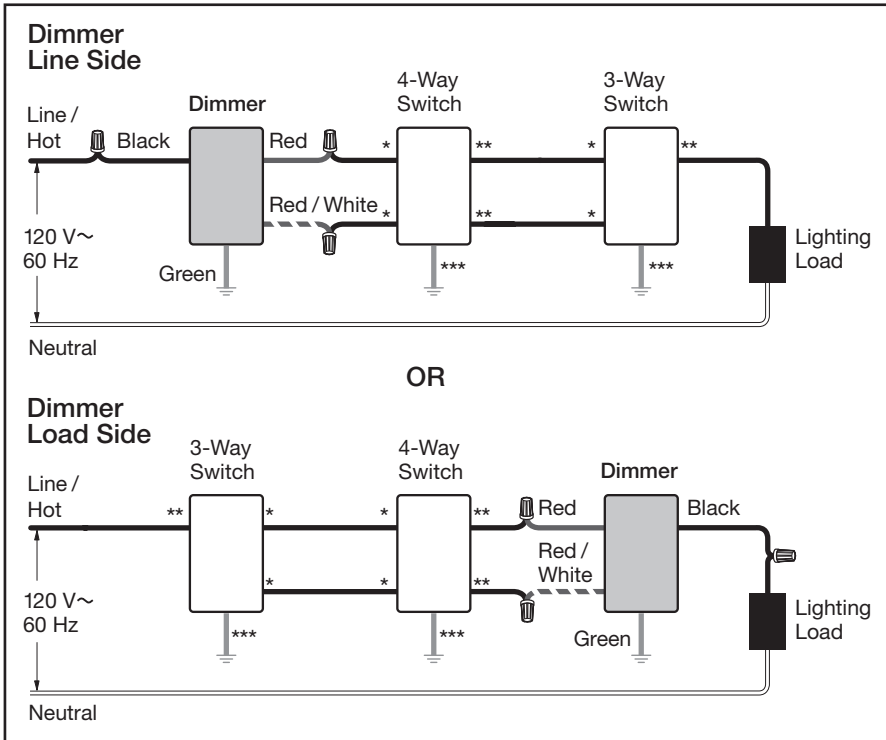 Dimmer
Line Side
4-Way
Switch
3-Way
Switch
Dimmer
Line /
Hot
Black
Red
*
**
*
**
Red / White
*
**
*
120 V~
60 Hz
Green
***
***
Lighting
Load
Neutral
OR
Dimmer
Load Side
3-Way
Switch
4-Way
Switch
Dimmer
Line /
Hot
**
*
*
**
Red
Black
Red /
White
*
*
**
120 V~
60 Hz
***
***
Green
Lighting
Load
Neutral